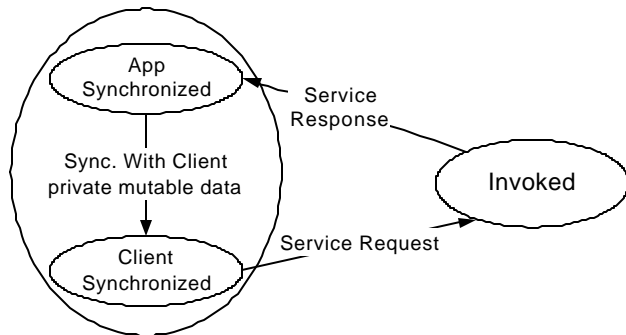 App
Synchronized
Service
Response
Sync. With Client
private mutable data
Invoked
Service Request
Client
Synchronized